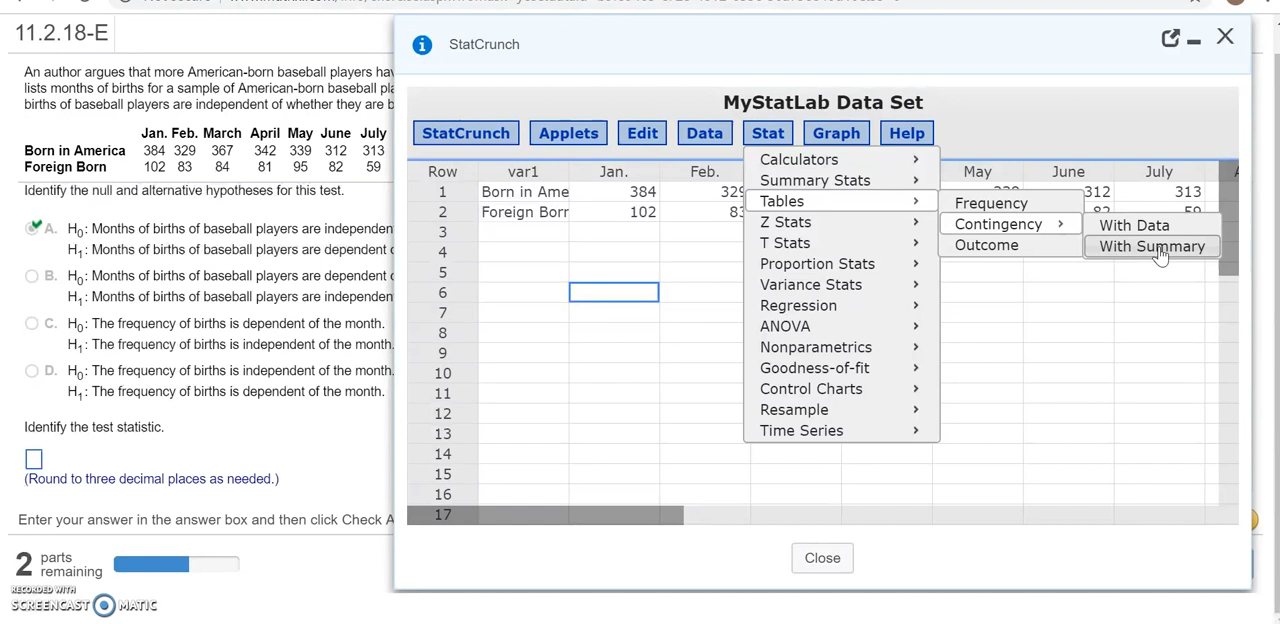 11.2.18-E
An author argues that more American-born baseball players hav
lists months of births for a sample of American-born baseball pla
births of baseball players are independent of whether they are b
Jan. Feb. March April May June July
Born in America 384 329 367 342 339 312 313
Foreign Born 102 83 84 81 95 82 59
Identify the null and alternative hypotheses for this test.
A. H0: Months of births of baseball players are independen
H1: Months of births of baseball players are dependent o
B. H0: Months of births of baseball players are dependent o
H1: Months of births of baseball players are independen
C. H0: The frequency of births is dependent of the month.
H1: The frequency of births is independent of the month.
D. H0: The frequency of births is independent of the month.
H1: The frequency of births is dependent of the month.
Identify the test statistic.
(Round to three decimal places as needed.)
Enter your answer in the answer box and then click Check A
2 parts remaining
RECORDED WITH
SCREENCAST MATIC
StatCrunch
MyStatLab Data Set
StatCrunch Applets Edit Data Stat Graph Help
Row var1 Jan. Feb. May June July
1 Born in Ame 384 329 312 313
2 Foreign Borr 102 83 59
3
4
5
6
7
8
9
10
11
12
13
14
15
16
17
Calculators
Summary Stats
Tables
Z Stats
T Stats
Proportion Stats
Variance Stats
Regression
ANOVA
Nonparametrics
Goodness-of-fit
Control Charts
Resample
Time Series
Frequency
Contingency
Outcome
With Data
With Summary
Close